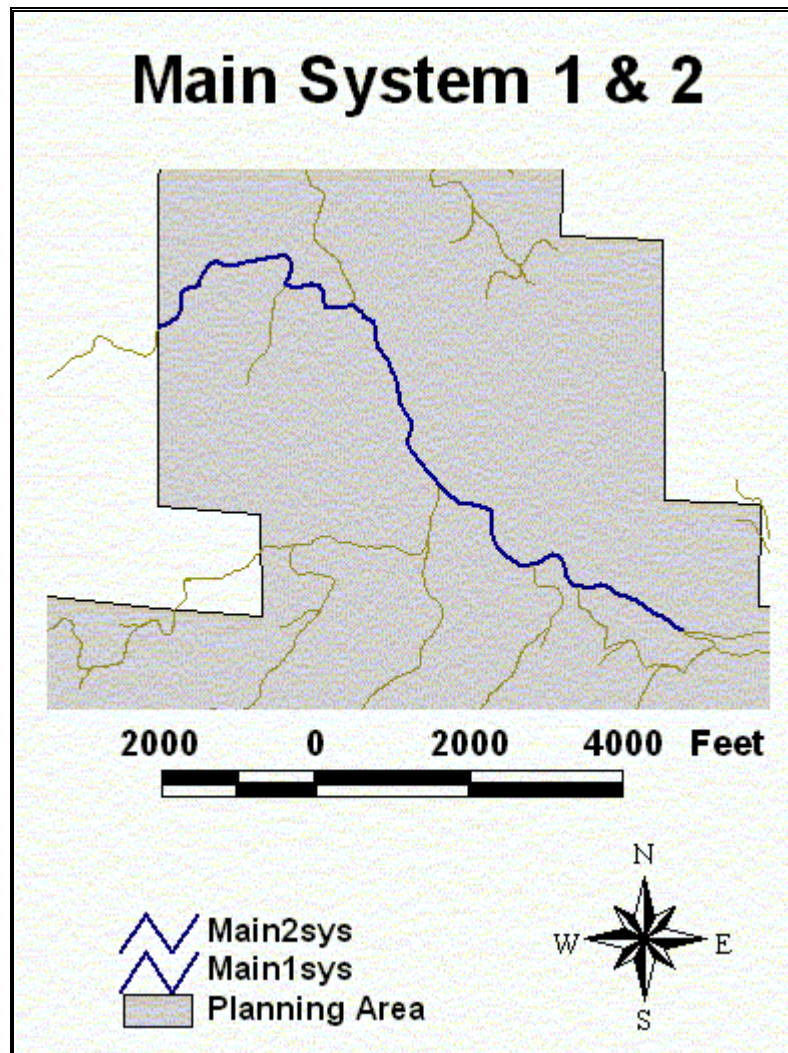 Main System 1 & 2
2000 0 2000 4000 Feet
N
Main2sys
W E
Main1sys
Planning Area
S